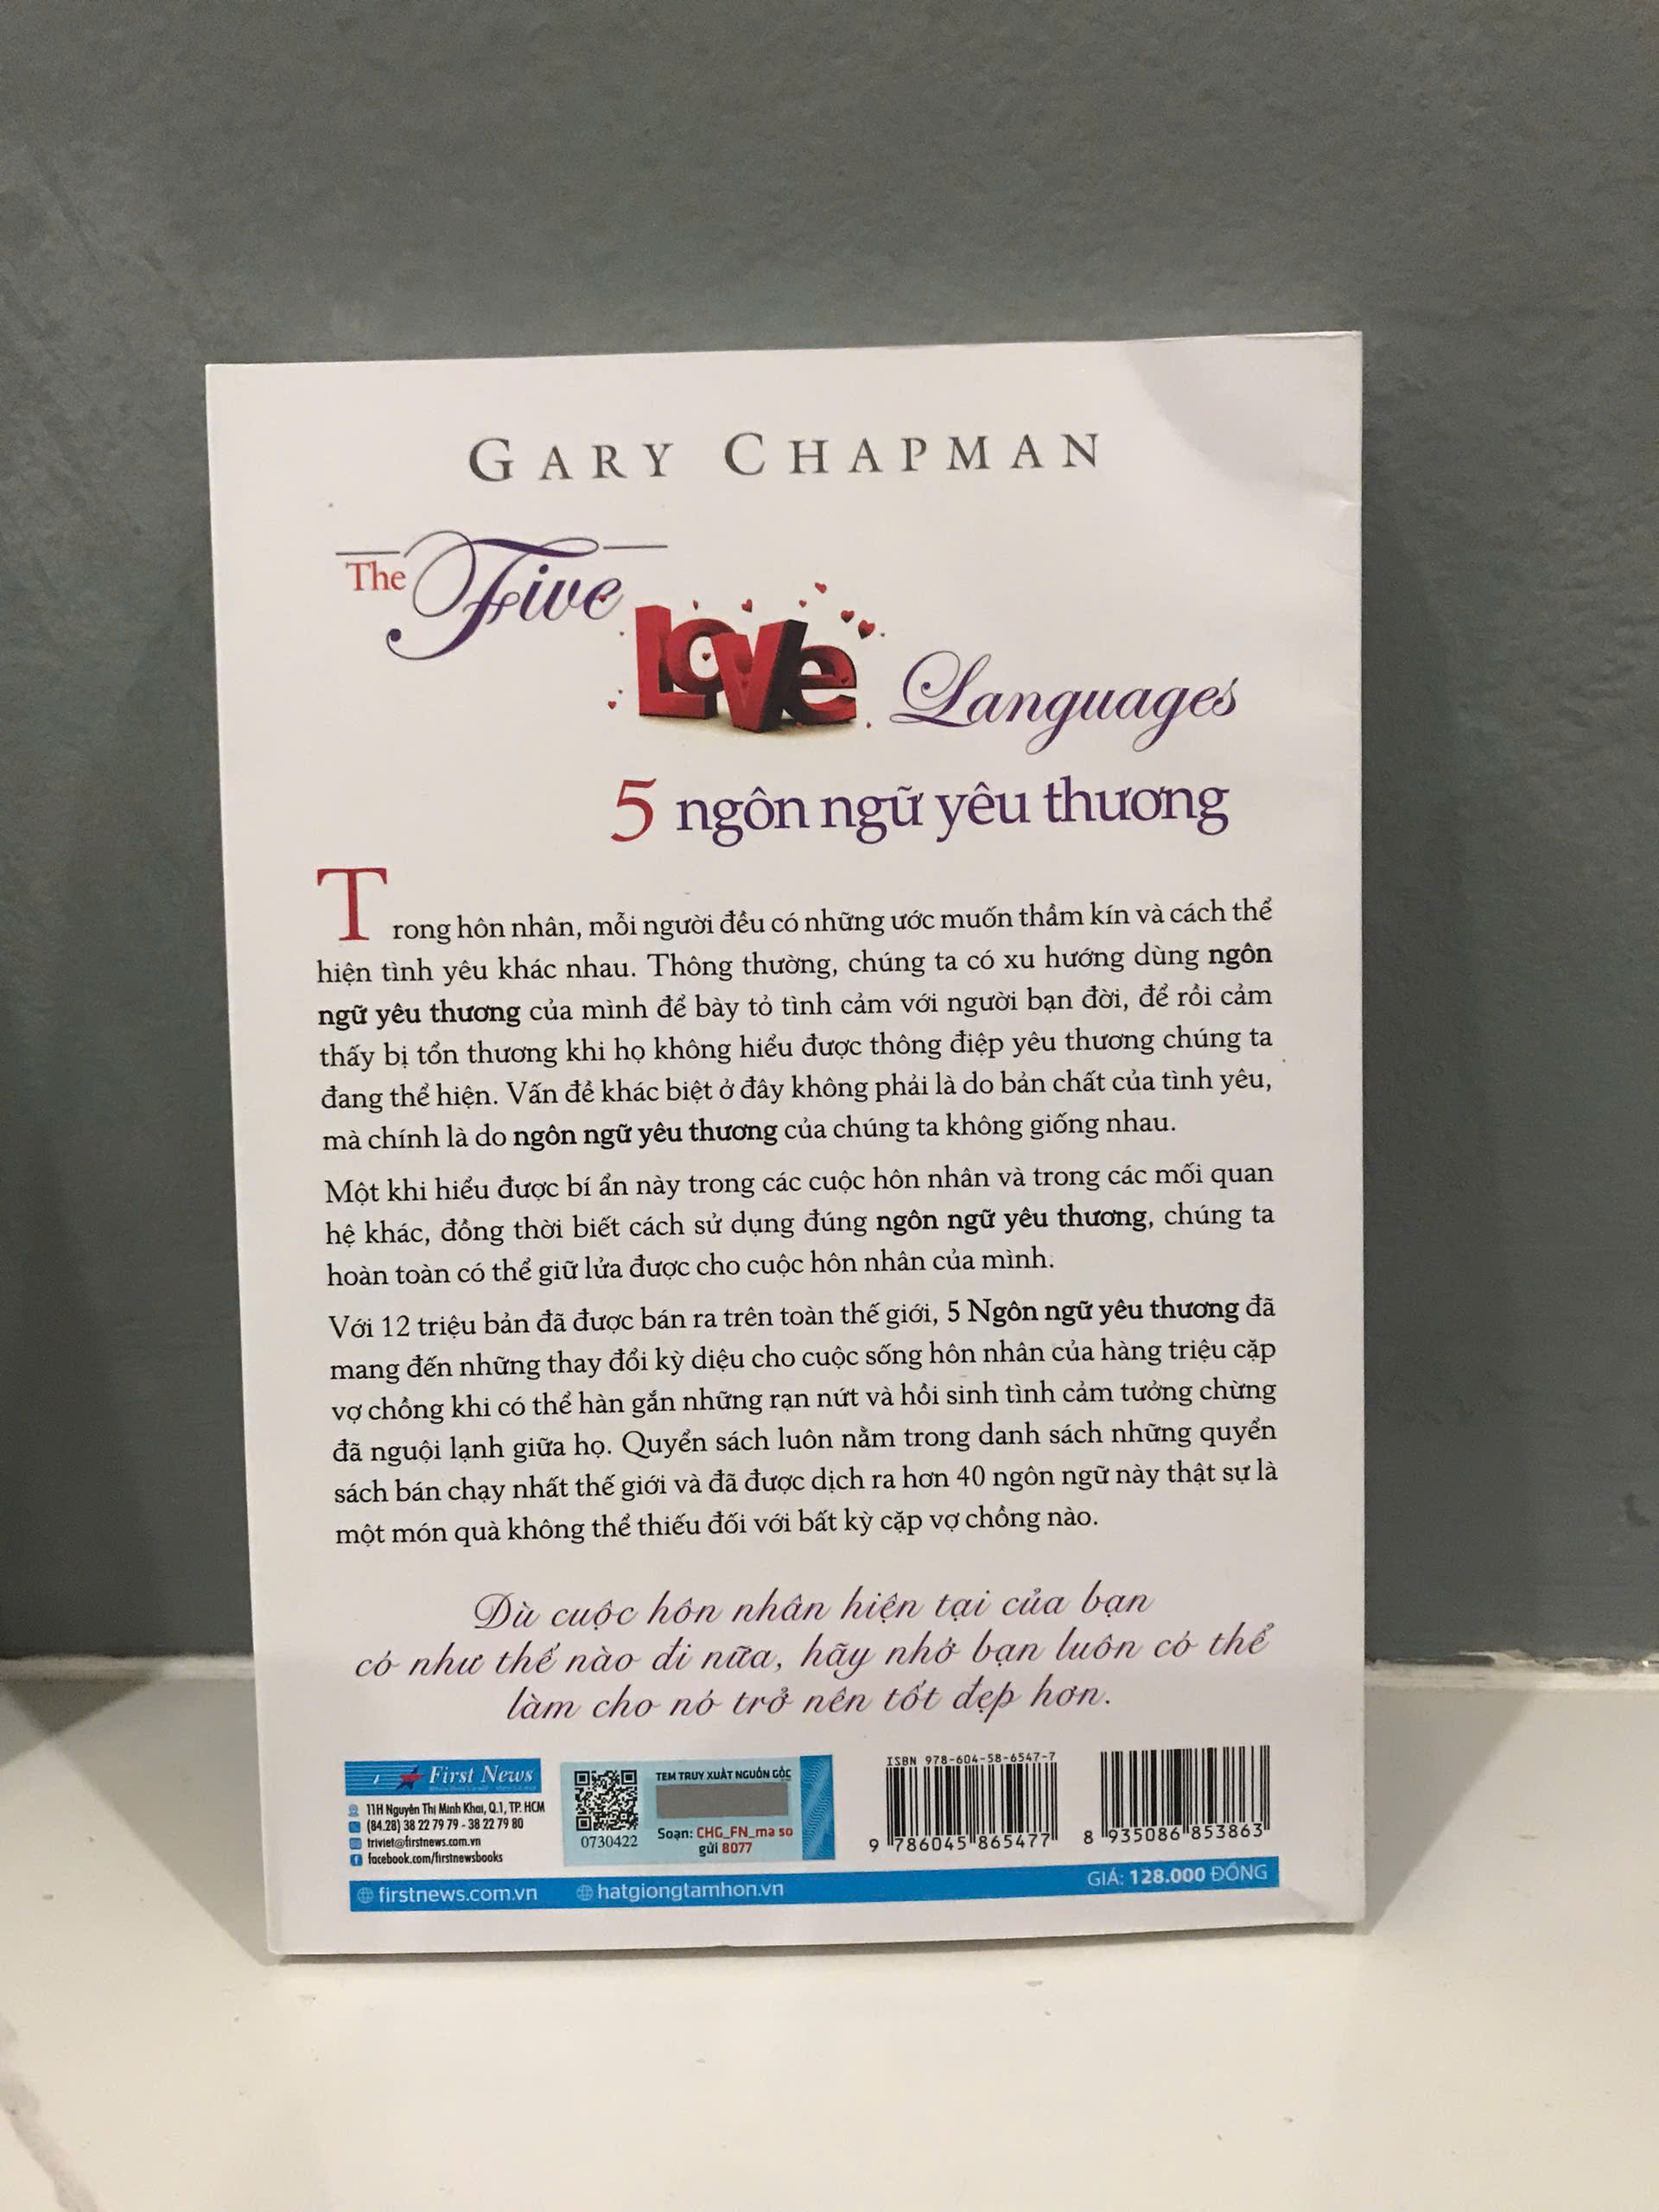 GARY CHAPMAN
The Five
Love
Languages
5 ngôn ngữ yêu thương
Trong hôn nhân, mỗi người đều có những ước muốn thầm kín và cách thể
hiện tình yêu khác nhau. Thông thường, chúng ta có xu hướng dùng ngôn
ngữ yêu thương của mình để bày tỏ tình cảm với người bạn đời, để rồi cảm
thấy bị tổn thương khi họ không hiểu được thông điệp yêu thương chúng ta
đang thể hiện. Vấn đề khác biệt ở đây không phải là do bản chất của tình yêu,
mà chính là do ngôn ngữ yêu thương của chúng ta không giống nhau.
Một khi hiểu được bí ẩn này trong các cuộc hôn nhân và trong các mối quan
hệ khác, đồng thời biết cách sử dụng đúng ngôn ngữ yêu thương, chúng ta
hoàn toàn có thể giữ lửa được cho cuộc hôn nhân của mình.
Với 12 triệu bản đã được bán ra trên toàn thế giới, 5 Ngôn ngữ yêu thương đã
mang đến những thay đổi kỳ diệu cho cuộc sống hôn nhân của hàng triệu cặp
vợ chồng khi có thể hàn gắn những rạn nứt và hồi sinh tình cảm tưởng chừng
đã nguội lạnh giữa họ. Quyển sách luôn nằm trong danh sách những quyển
sách bán chạy nhất thế giới và đã được dịch ra hơn 40 ngôn ngữ này thật sự là
một món quà không thể thiếu đối với bất kỳ cặp vợ chồng nào.
Dù cuộc hôn nhân hiện tại của bạn
có như thế nào đi nữa, hãy nhớ bạn luôn có thể
làm cho nó trở nên tốt đẹp hơn.
First News
11H Nguyễn Thị Minh Khai, Q.1, TP. HCM
(84.28) 38 22 79 79 - 38 22 79 80
triviet@firstnews.com.vn
facebook.com/firstnewsbooks
TEM TRUY XUẤT NGUỒN GỐC
0730422
Soạn: CHG_FN_ma so
gửi 8077
ISBN 978-604-58-6547-7
9 786045 865477
8 935086 853863
firstnews.com.vn
hatgiongtamhon.vn
GIÁ: 128.000 ĐỒNG